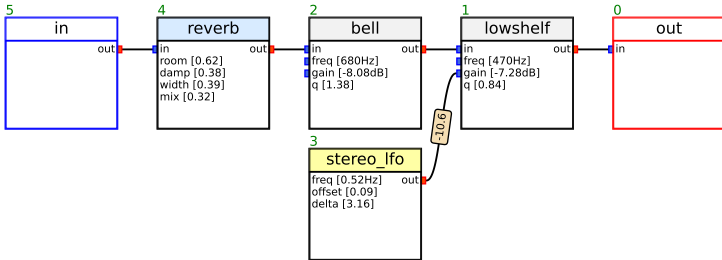 5
in
out
4
reverb
in
out
room [0.62]
damp [0.38]
width [0.39]
mix [0.32]
2
bell
in
out
freq [680Hz]
gain [-8.08dB]
q [1.38]
1
lowshelf
in
out
freq [470Hz]
gain [-7.28dB]
q [0.84]
0
out
in
-10.6
3
stereo_lfo
freq [0.52Hz]
out
offset [0.09]
delta [3.16]